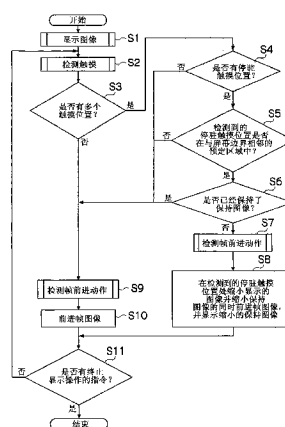 开始
显示图像
S1
检测触摸
S2
S3
是否有多个
触摸位置?
是
否
S4
是否有停驻
触摸位置?
否
是
S5
检测到的
停驻触摸位置是否
在与屏幕边界相邻的
预定区域中?
否
是
S6
是否已经保持了
保持图像?
是
否
S7
检测帧前进动作
S8
在检测到的停驻触摸
位置处缩小显示的
图像并缩小保持
图像的同时前进帧图像,
并显示缩小的保持图像
检测帧前进动作
S9
前进帧图像
S10
S11
是否有终止
显示操作的指令?
否
是
结束